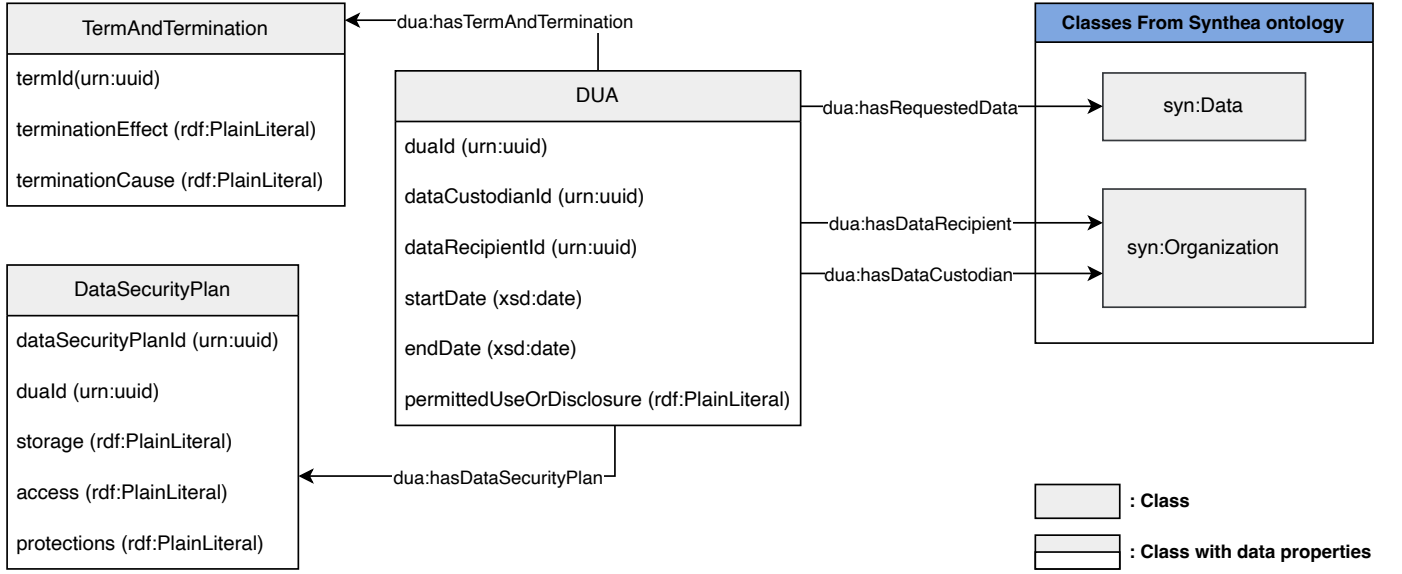 TermAndTermination
termId(urn:uuid)
terminationEffect (rdf:PlainLiteral)
terminationCause (rdf:PlainLiteral)
dua:hasTermAndTermination
DataSecurityPlan
dataSecurityPlanId (urn:uuid)
duaId (urn:uuid)
storage (rdf:PlainLiteral)
access (rdf:PlainLiteral)
protections (rdf:PlainLiteral)
DUA
duaId (urn:uuid)
dataCustodianId (urn:uuid)
dataRecipientId (urn:uuid)
startDate (xsd:date)
endDate (xsd:date)
permittedUseOrDisclosure (rdf:PlainLiteral)
dua:hasDataSecurityPlan
dua:hasRequestedData
dua:hasDataRecipient
dua:hasDataCustodian
Classes From Synthea ontology
syn:Data
syn:Organization
: Class
: Class with data properties